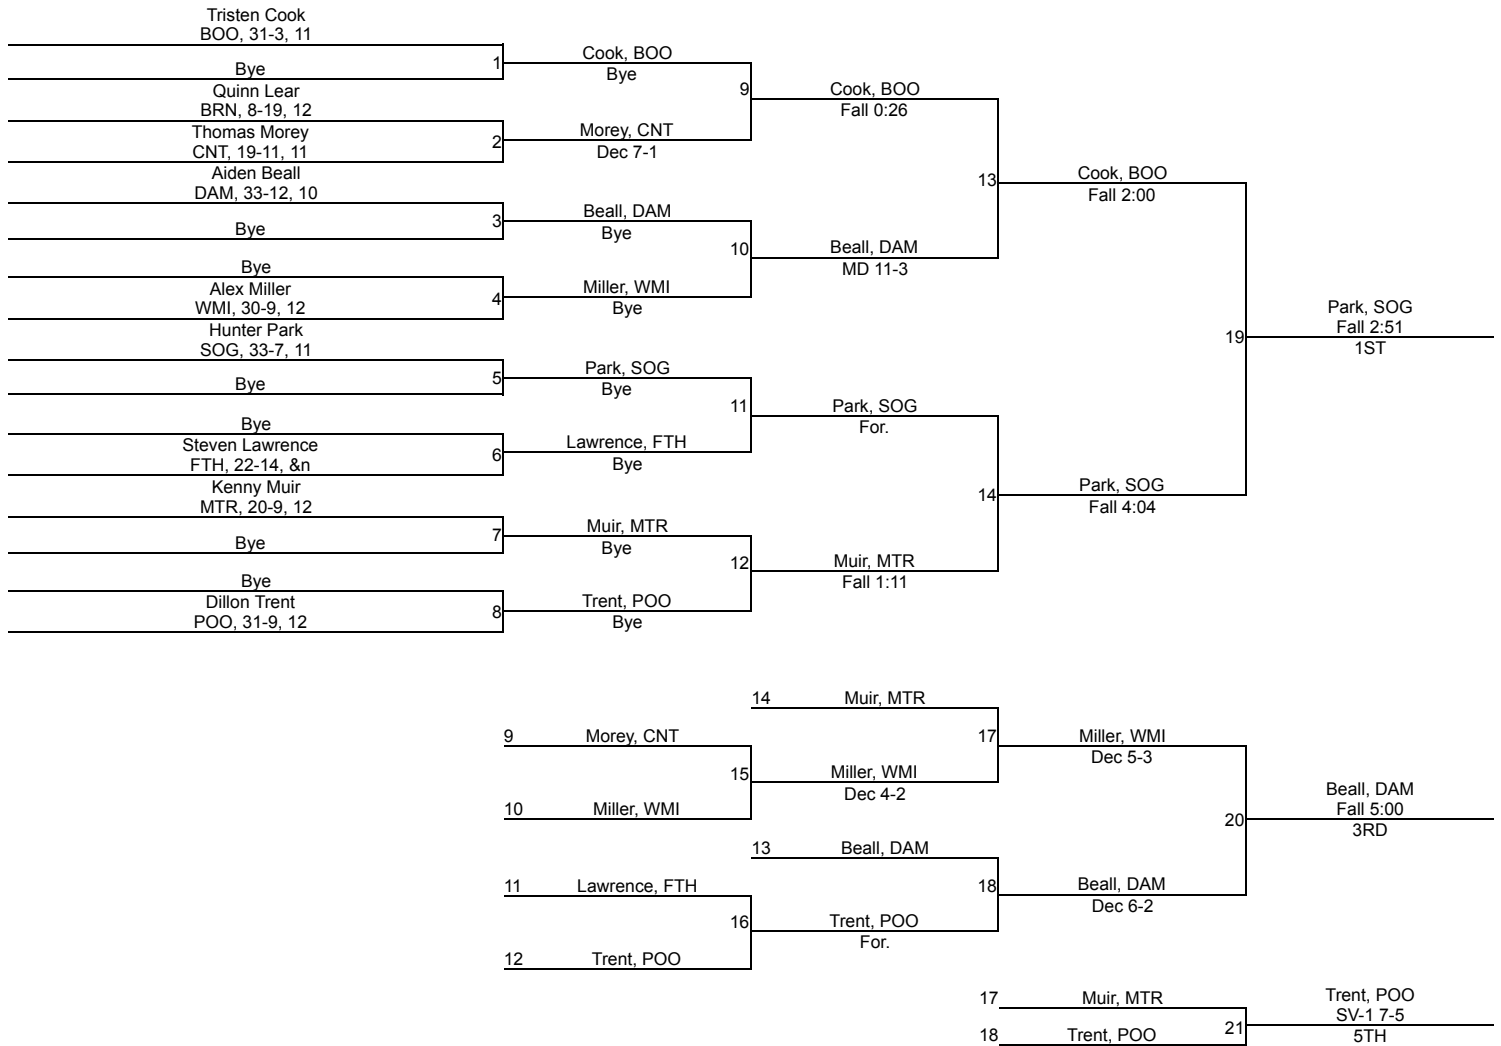 Tristen Cook
BOO, 31-3, 11
Bye
1
Quinn Lear
BRN, 8-19, 12
Thomas Morey
CNT, 19-11, 11
2
Aiden Beall
DAM, 33-12, 10
Bye
3
Bye
Alex Miller
WMI, 30-9, 12
4
Hunter Park
SOG, 33-7, 11
Bye
5
Bye
Steven Lawrence
FTH, 22-14, &n
6
Kenny Muir
MTR, 20-9, 12
Bye
7
Bye
Dillon Trent
POO, 31-9, 12
8
Cook, BOO
Bye
9
Morey, CNT
Dec 7-1
Beall, DAM
Bye
10
Miller, WMI
Bye
Park, SOG
Bye
11
Lawrence, FTH
Bye
Muir, MTR
Bye
12
Trent, POO
Bye
Cook, BOO
Fall 0:26
13
Beall, DAM
MD 11-3
Park, SOG
For.
14
Muir, MTR
Fall 1:11
Cook, BOO
Fall 2:00
19
Park, SOG
Fall 4:04
Park, SOG
Fall 2:51
1ST
14 Muir, MTR
9 Morey, CNT
15
10 Miller, WMI
17
Miller, WMI
Dec 4-2
Miller, WMI
Dec 5-3
13 Beall, DAM
11 Lawrence, FTH
16
12 Trent, POO
18
Trent, POO
For.
Beall, DAM
Dec 6-2
20
Beall, DAM
Fall 5:00
3RD
17 Muir, MTR
18 Trent, POO
21
Trent, POO
SV-1 7-5
5TH